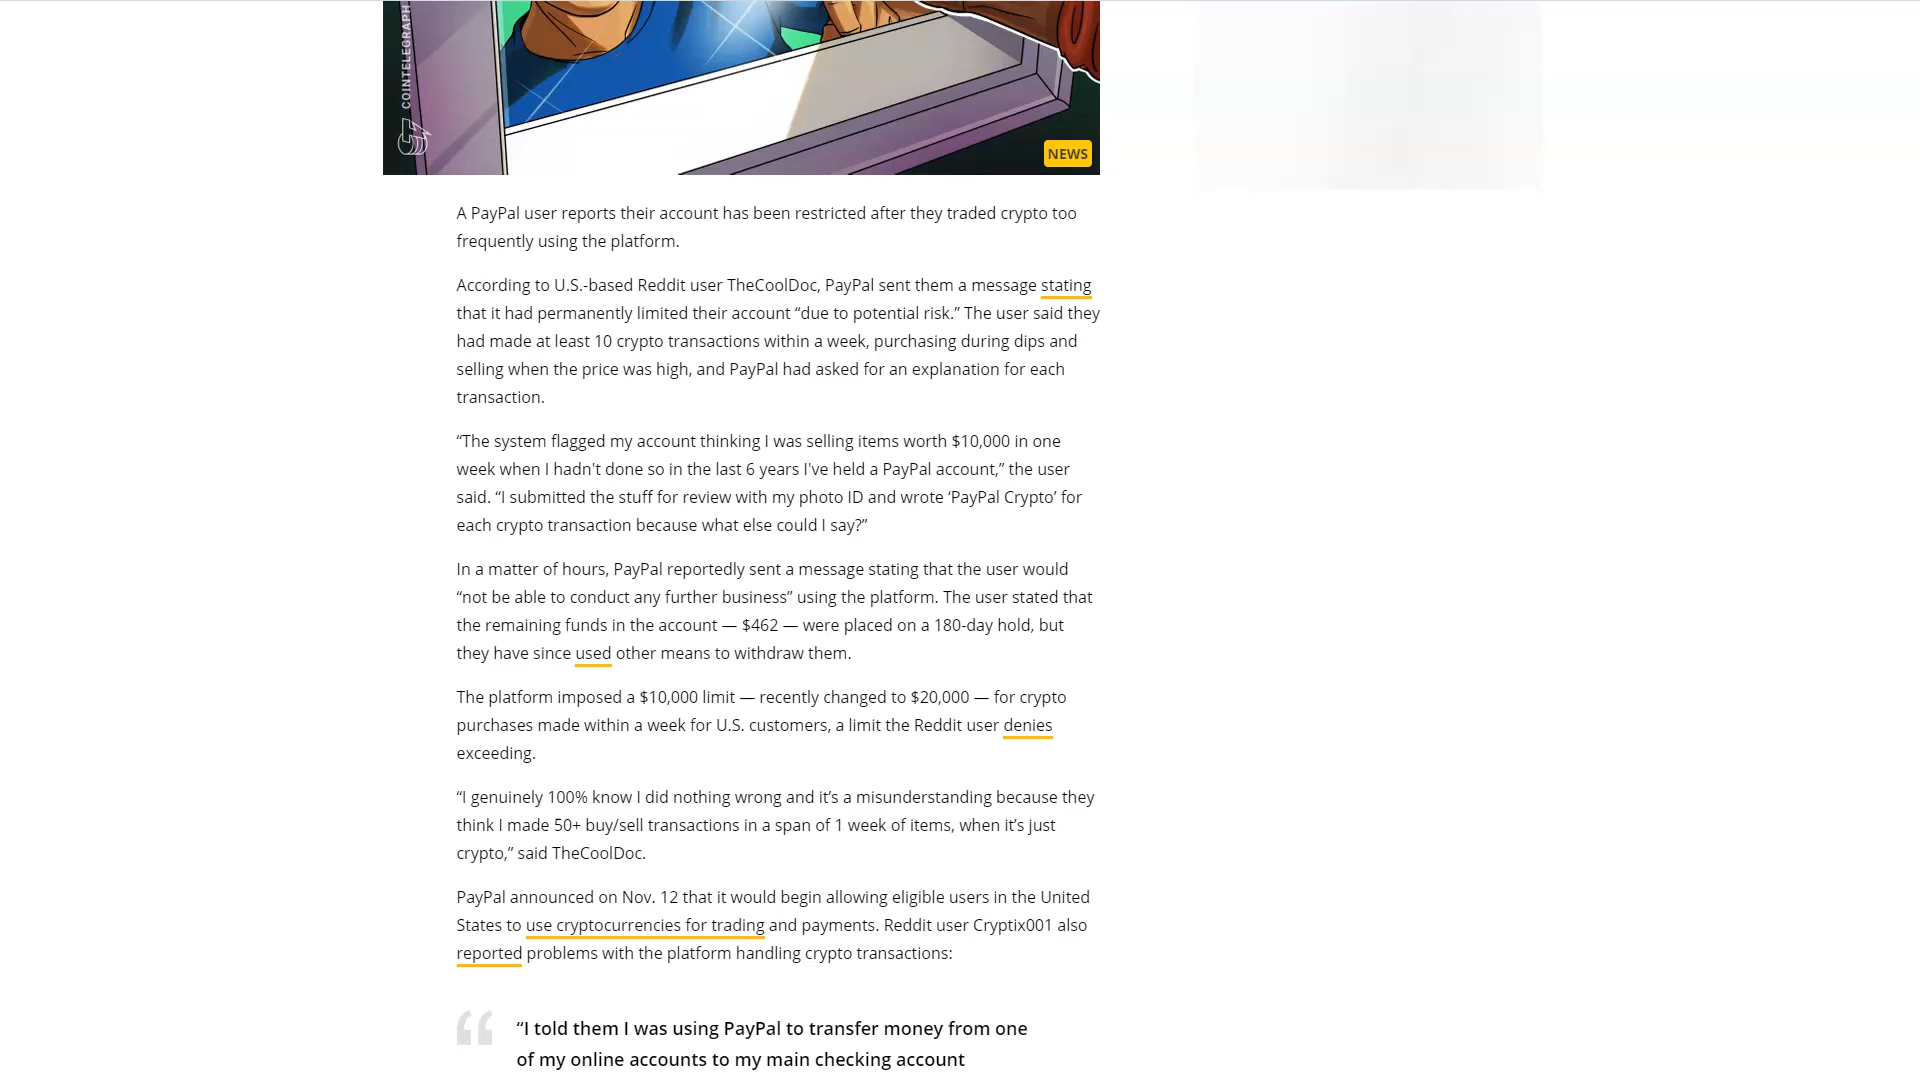 COINTELEGRAPH
NEWS
A PayPal user reports their account has been restricted after they traded crypto too
frequently using the platform.
According to U.S.-based Reddit user TheCoolDoc, PayPal sent them a message stating
that it had permanently limited their account “due to potential risk.” The user said they
had made at least 10 crypto transactions within a week, purchasing during dips and
selling when the price was high, and PayPal had asked for an explanation for each
transaction.
“The system flagged my account thinking I was selling items worth $10,000 in one
week when I hadn't done so in the last 6 years I've held a PayPal account,” the user
said. “I submitted the stuff for review with my photo ID and wrote ‘PayPal Crypto’ for
each crypto transaction because what else could I say?”
In a matter of hours, PayPal reportedly sent a message stating that the user would
“not be able to conduct any further business” using the platform. The user stated that
the remaining funds in the account — $462 — were placed on a 180-day hold, but
they have since used other means to withdraw them.
The platform imposed a $10,000 limit — recently changed to $20,000 — for crypto
purchases made within a week for U.S. customers, a limit the Reddit user denies
exceeding.
“I genuinely 100% know I did nothing wrong and it’s a misunderstanding because they
think I made 50+ buy/sell transactions in a span of 1 week of items, when it’s just
crypto,” said TheCoolDoc.
PayPal announced on Nov. 12 that it would begin allowing eligible users in the United
States to use cryptocurrencies for trading and payments. Reddit user Cryptix001 also
reported problems with the platform handling crypto transactions:
“I told them I was using PayPal to transfer money from one
of my online accounts to my main checking account